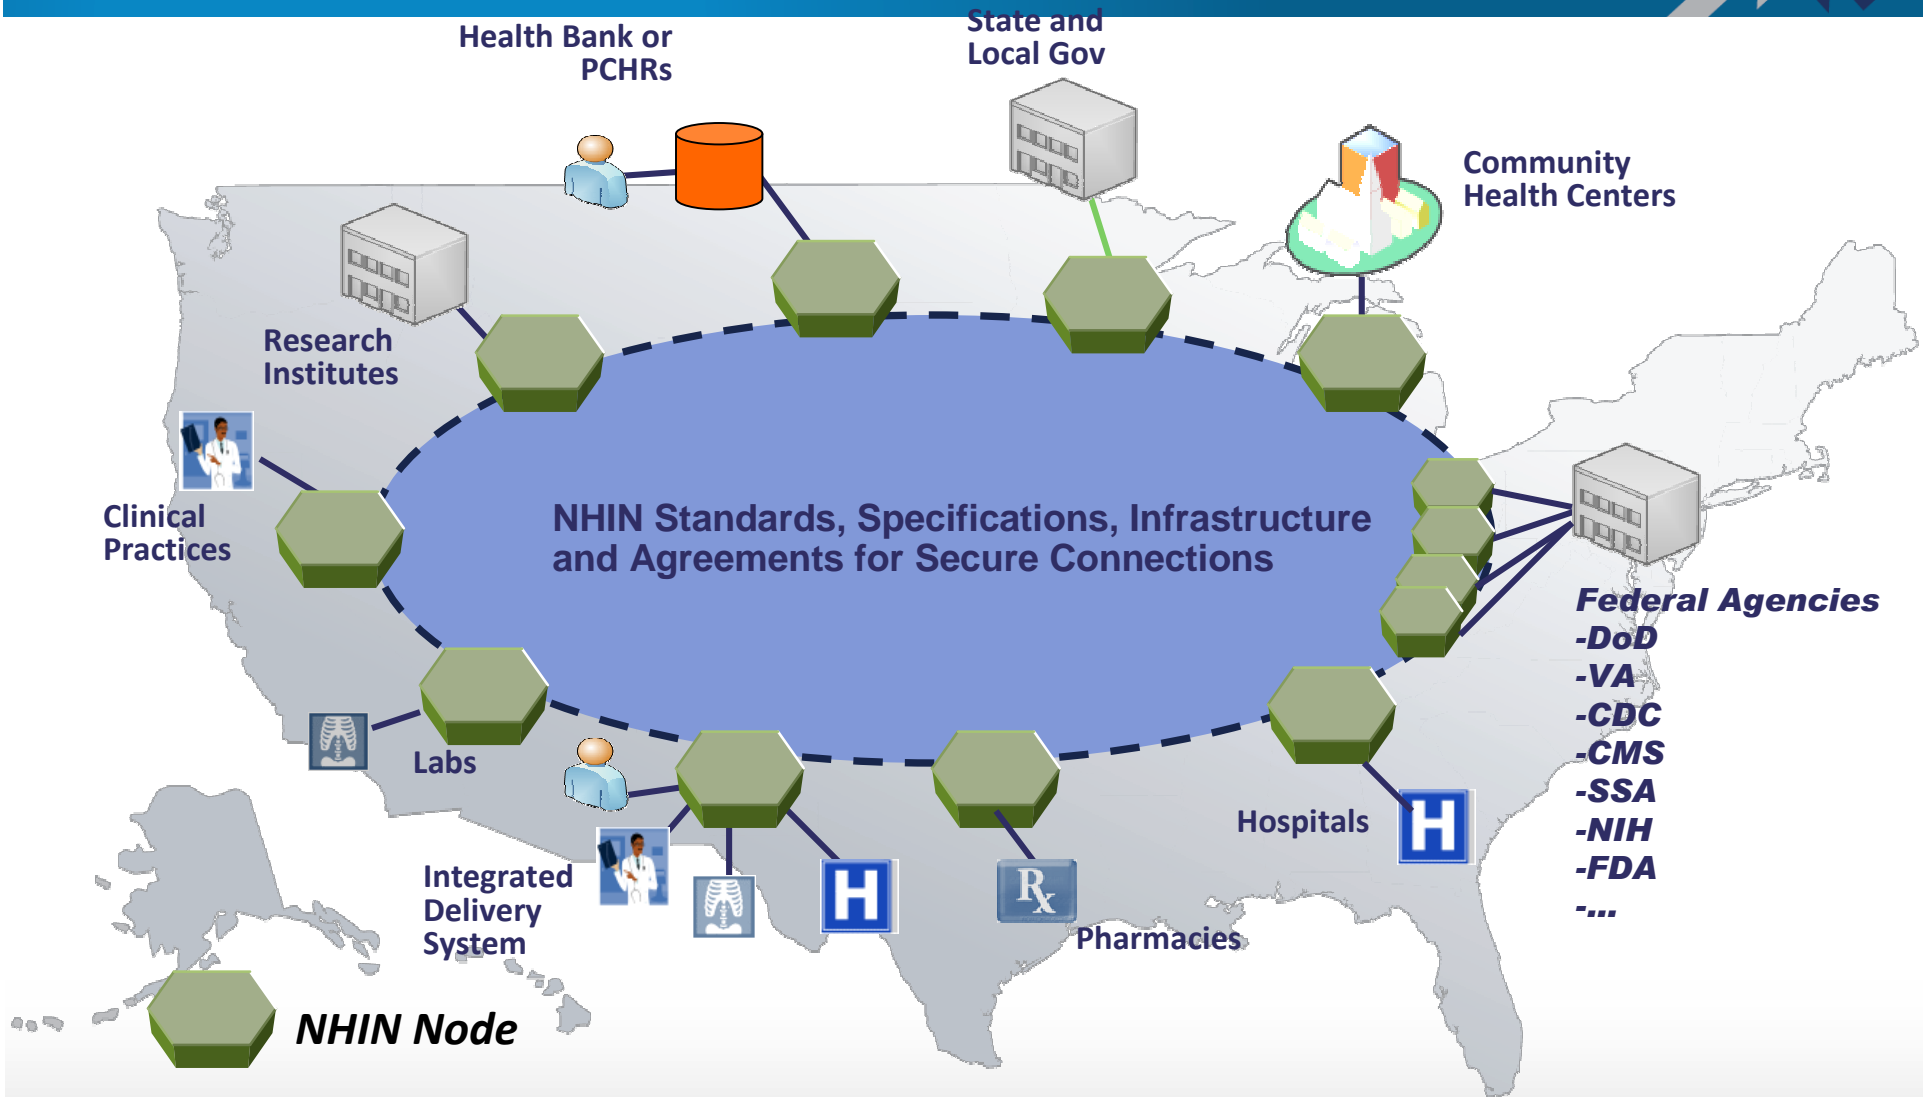 Health Bank or
PCHRs
State and
Local Gov
Community
Health Centers
Research
Institutes
Clinical
Practices
NHIN Standards, Specifications, Infrastructure
and Agreements for Secure Connections
Federal Agencies
-DoD
-VA
-CDC
-CMS
-SSA
-NIH
-FDA
-...
Labs
Hospitals
H
Integrated
Delivery
System
H
Rx
Pharmacies
NHIN Node